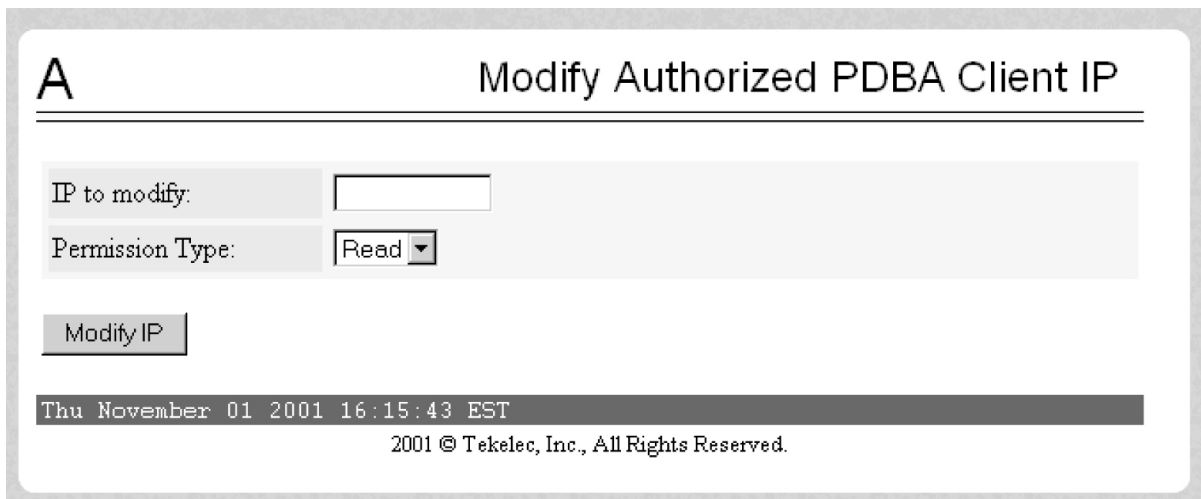 A
Modify Authorized PDBA Client IP
IP to modify:
Permission Type: Read
Modify IP
Thu November 01 2001 16:15:43 EST
2001 © Tekelec, Inc., All Rights Reserved.